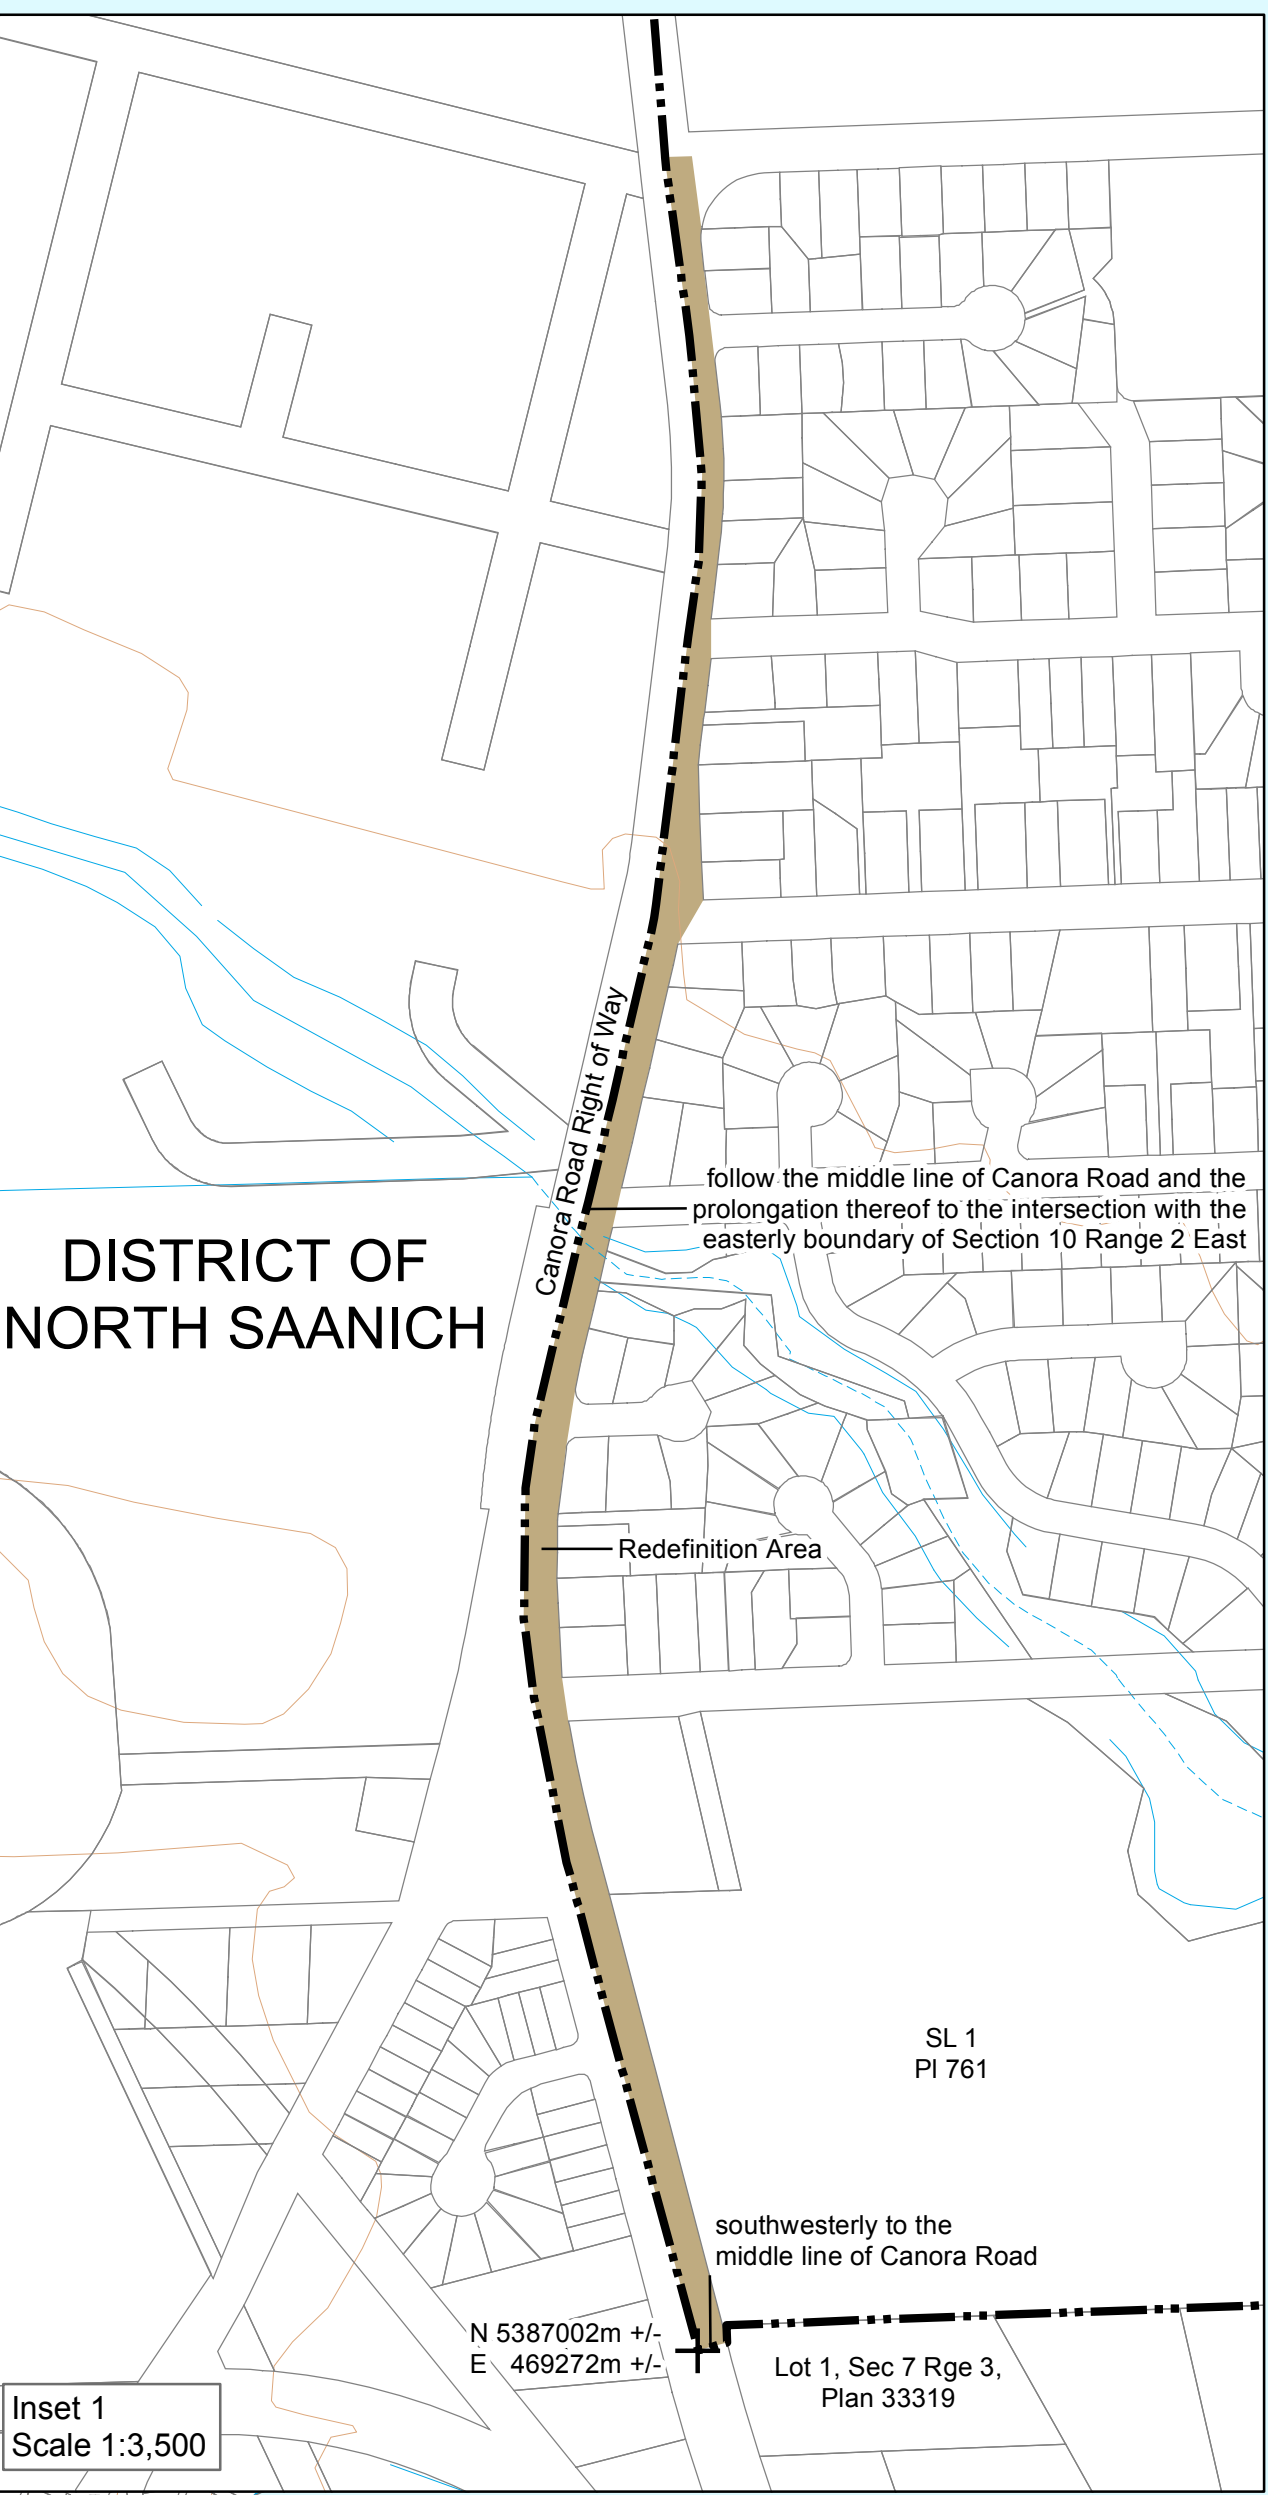 Canora Road Right of Way
follow the middle line of Canora Road and the
prolongation thereof to the intersection with the
easterly boundary of Section 10 Range 2 East
DISTRICT OF
NORTH SAANICH
Redefinition Area
SL 1
Pl 761
southwesterly to the
middle line of Canora Road
N 5387002m +/-
E 469272m +/-
Lot 1, Sec 7 Rge 3,
Plan 33319
Inset 1
Scale 1:3,500